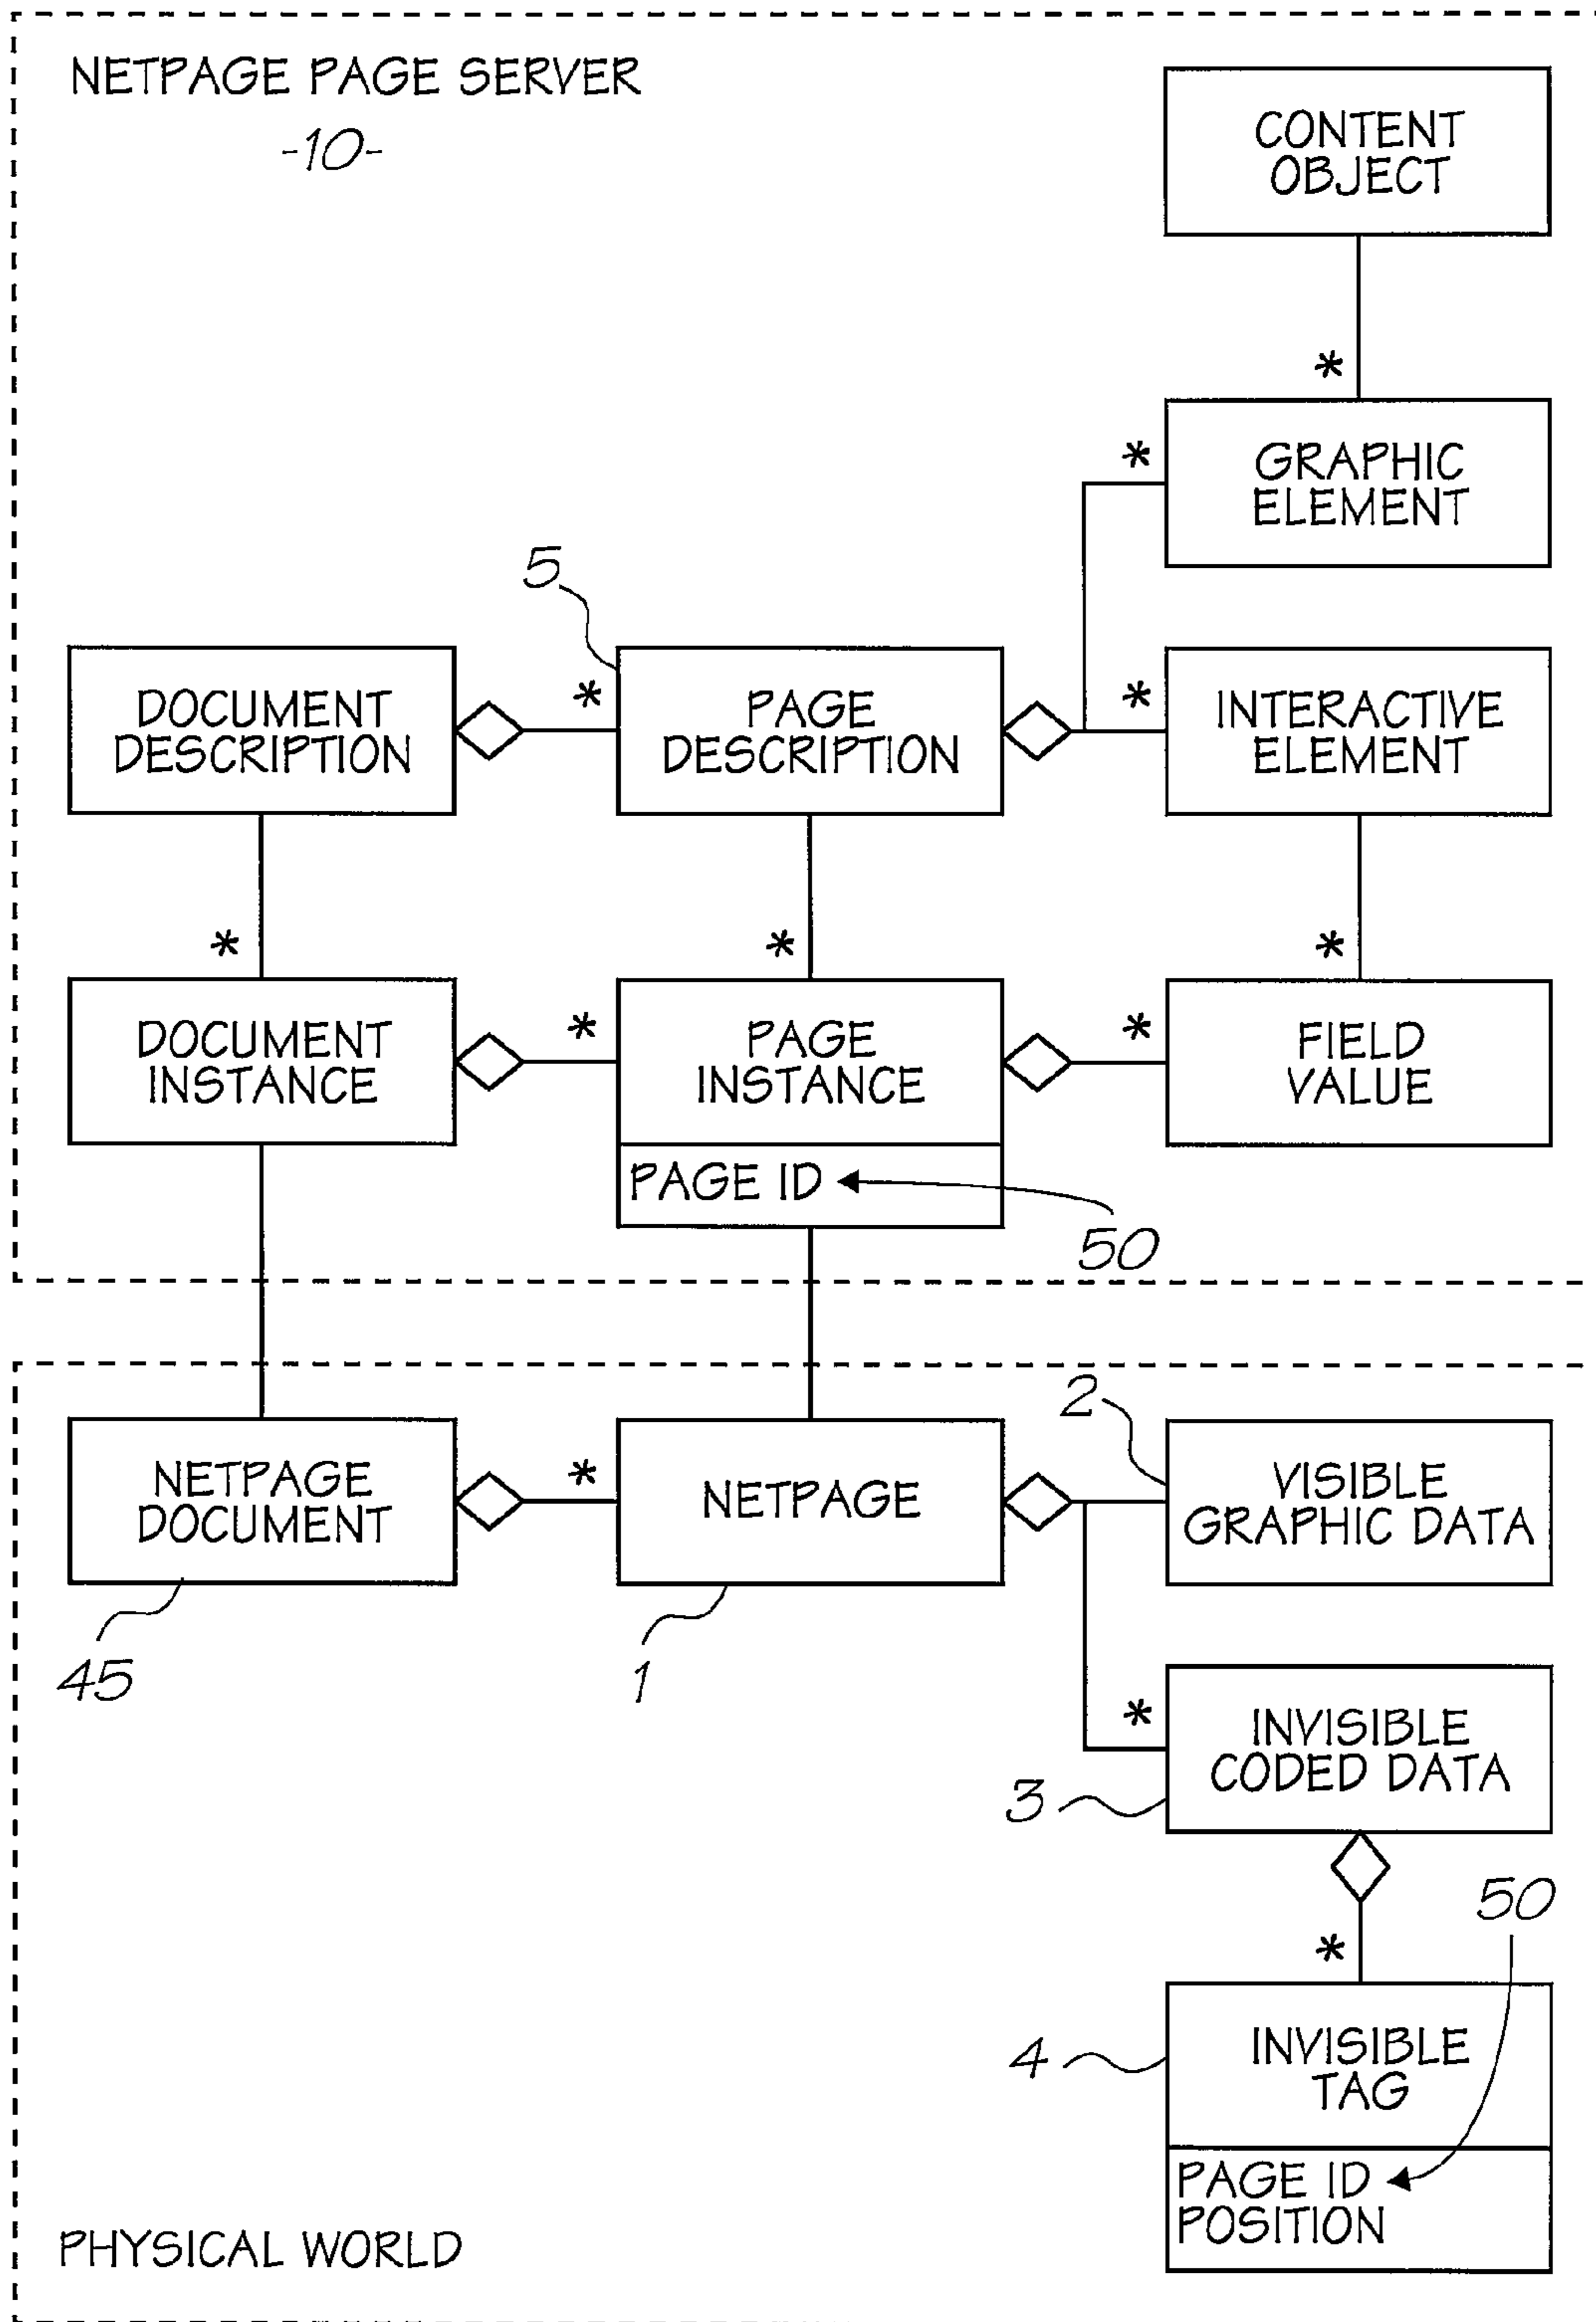 NETPAGE PAGE SERVER
-10-
CONTENT
OBJECT
*
*
GRAPHIC
ELEMENT
5
DOCUMENT
DESCRIPTION
*
PAGE
DESCRIPTION
*
INTERACTIVE
ELEMENT
*
*
*
DOCUMENT
INSTANCE
*
PAGE
INSTANCE
PAGE ID
50
*
FIELD
VALUE
NETPAGE
DOCUMENT
45
*
NETPAGE
1
2
VISIBLE
GRAPHIC DATA
*
INVISIBLE
CODED DATA
3
50
*
4
INVISIBLE
TAG
PAGE ID
POSITION
PHYSICAL WORLD